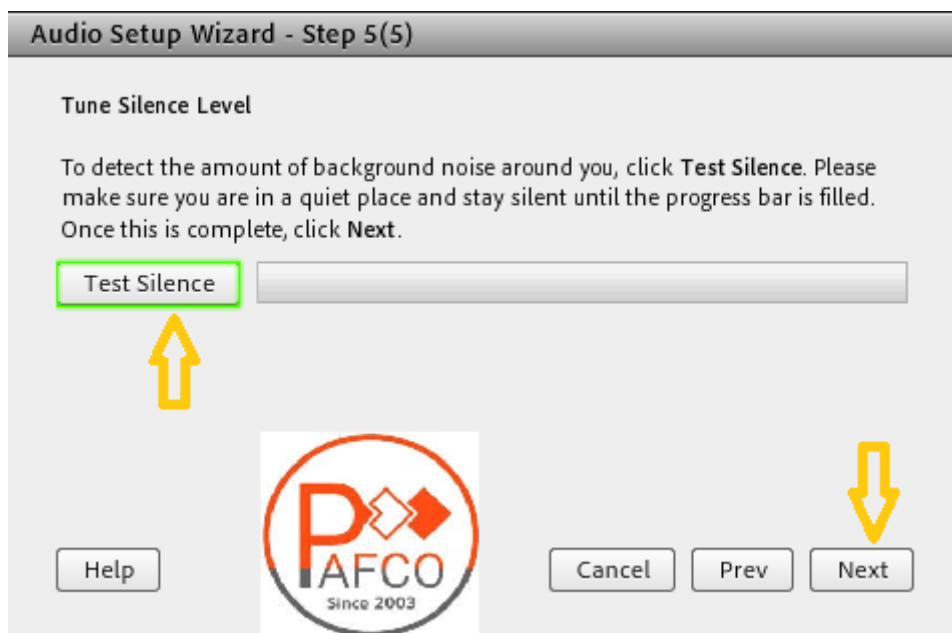 Audio Setup Wizard - Step 5(5)
Tune Silence Level
To detect the amount of background noise around you, click Test Silence. Please
make sure you are in a quiet place and stay silent until the progress bar is filled.
Once this is complete, click Next.
Test Silence
PAFCO
Since 2003
Help
Cancel
Prev
Next